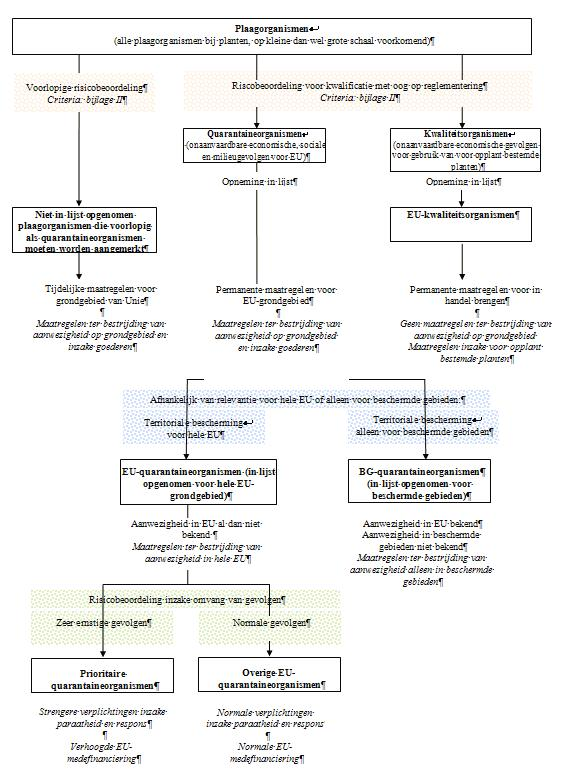 Plaagorganismen↵
(alle·plaagorganismen·bij·planten,·op·kleine·dan·wel·grote·schaal·voorkomend)¶
Voorlopige·risicobeoordeling¶
Criteria:·bijlage·II¶
Riscobeoordeling·voor·kwalificatie·met·oog·op·reglementering¶
Criteria:·bijlage·II¶
Quarantaineorganismen↵
(onaanvaardbare·economische,·sociale·
en·milieugevolgen·voor·EU)¶
Kwaliteitsorganismen↵
(onaanvaardbare·economische·gevolgen·
voor·gebruik·van·voor·opplant·bestemde·
planten)¶
Opneming·in·lijst¶
Opneming·in·lijst¶
Niet·in·lijst·opgenomen·
plaagorganismen·die·voorlopig·
als·quarantaineorganismen·
moeten·worden·aangemerkt¶
EU-kwaliteitsorganismen¶
Tijdelijke·maatregelen·voor·
grondgebied·van·Unie¶
¶
Maatregelen·ter·bestrijding·van·
aanwezigheid·op·grondgebied·en·
inzake·goederen¶
Permanente·maatregelen·voor·
EU-grondgebied¶
¶
Maatregelen·ter·bestrijding·van·
aanwezigheid·op·grondgebied·
en·inzake·goederen¶
Permanente·maatregelen·voor·in·
handel·brengen¶
Geen·maatregelen·ter·bestrijding·van·
aanwezigheid·op·grondgebied¶
Maatregelen·inzake·voor·opplant·
bestemde·planten¶
Afhankelijk·van·relevantie·voor·hele·EU·of·alleen·voor·beschermde·gebieden:¶
Territoriale·bescherming↵
voor·hele·EU¶
Territoriale·bescherming↵
alleen·voor·beschermde·gebieden¶
EU-quarantaineorganismen·(in·lijst·
opgenomen·voor·hele·EU-
grondgebied)¶
BG-quarantaineorganismen¶
(in·lijst·opgenomen·voor·
beschermde·gebieden)¶
Aanwezigheid·in·EU·al·dan·niet·
bekend¶
Maatregelen·ter·bestrijding·van·
aanwezigheid·in·hele·EU¶
Aanwezigheid·in·EU·bekend¶
Aanwezigheid·in·beschermde·
gebieden·niet·bekend¶
Maatregelen·ter·bestrijding·van·
aanwezigheid·alleen·in·beschermde·
gebieden¶
Risicobeoordeling·inzake·omvang·van·gevolgen¶
Zeer·ernstige·gevolgen¶
Normale·gevolgen¶
Prioritaire·
quarantaineorganismen¶
Overige·EU-
quarantaineorganismen¶
Strengere·verplichtingen·inzake·
paraatheid·en·respons¶
¶
Verhoogde·EU-
medefinanciering¶
Normale·verplichtingen·
inzake·paraatheid·en·respons
¶
Normale·EU-
medefinanciering¶